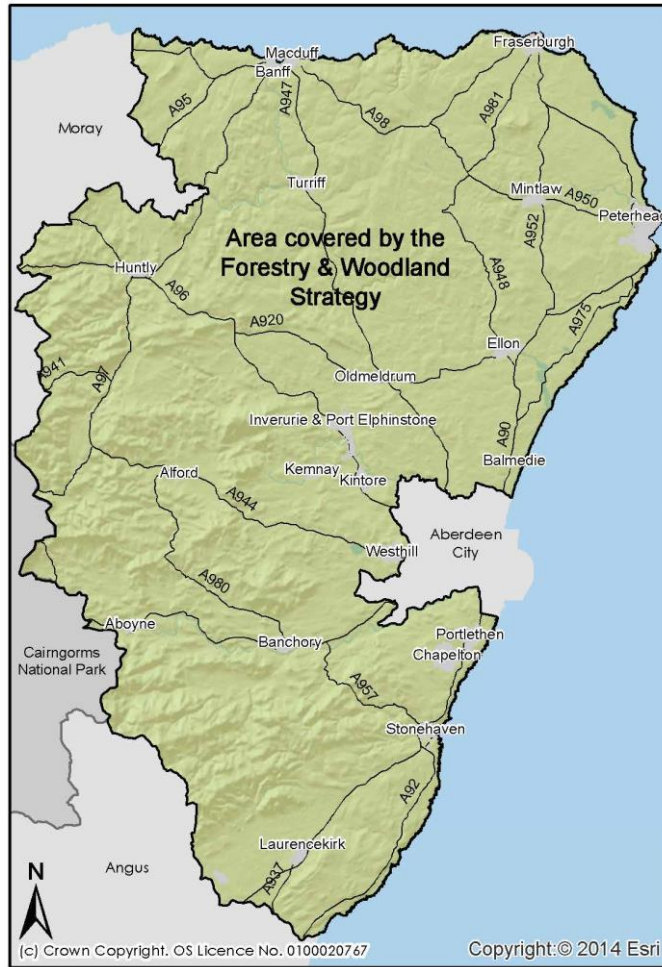 Fraserburgh
Macduff
Banff
A947
A98
A981
A95
Moray
Turriff
Mintlaw
A950
A952
Peterhead
Area covered by the
Forestry & Woodland
Strategy
Huntly
A96
A948
A920
A975
Ellon
A941
A97
Oldmeldrum
Inverurie & Port Elphinstone
A90
Balmedie
Kemnay
Kintore
Alford
A944
Aberdeen
City
Westhill
A980
Aboyne
Banchory
Portlethen
Chapelton
Cairngorms
National Park
A957
Stonehaven
A92
Laurencekirk
A937
Angus
N
(c) Crown Copyright. OS Licence No. 0100020767
Copyright:© 2014 Esri